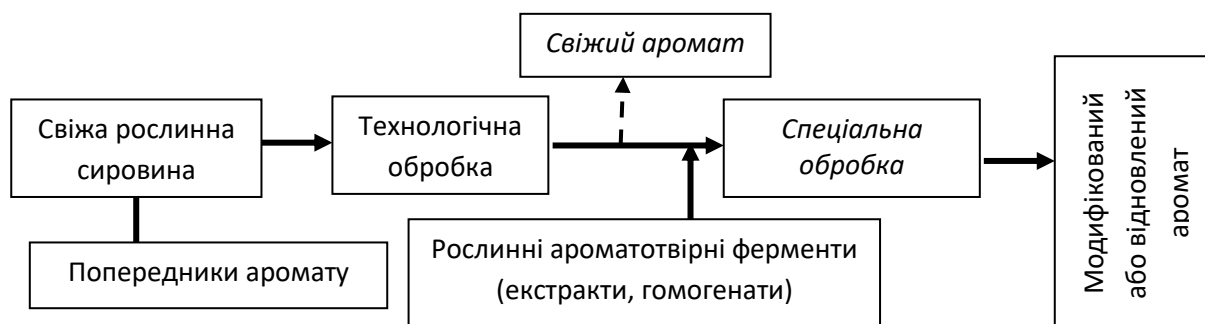 Свіжий аромат
Свіжа рослинна
сировина
Технологічна
обробка
Спеціальна
обробка
Модифікований
або відновлений
аромат
Попередники аромату
Рослинні ароматотвірні ферменти
(екстракти, гомогенати)